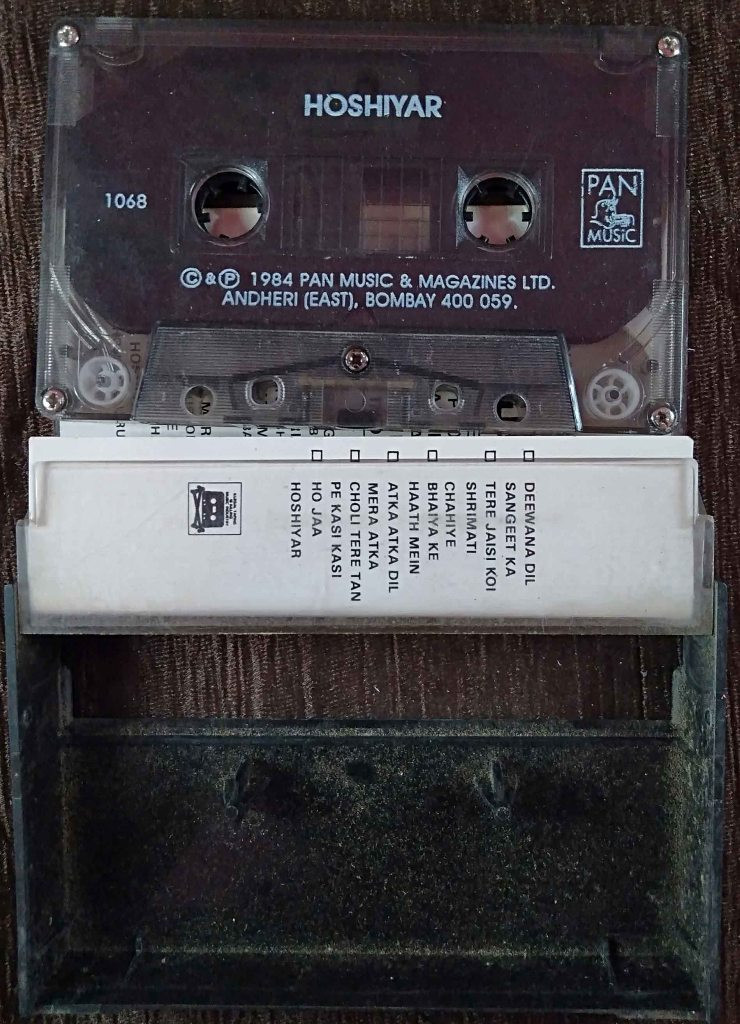 HOSHIYAR
1068
PAN
MUSiC
© & ℗ 1984 PAN MUSIC & MAGAZINES LTD.
ANDHERI (EAST), BOMBAY 400 059.
□ DEEWANA DIL
SANGEET KA
□ TERE JAISI KOI
SHRIMATI
CHAHIYE
□ BHAIYA KE
HAATH MEIN
□ ATKA ATKA DIL
MERA ATKA
□ CHOLI TERE TAN
PE KASI KASI
□ HO JAA
HOSHIYAR